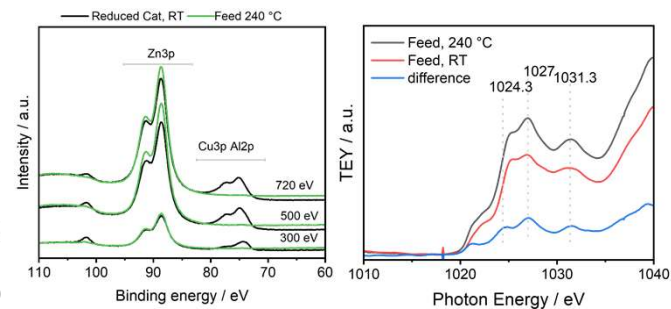 Reduced Cat, RT Feed 240 °C
Zn3p
Cu3p Al2p
720 eV
500 eV
300 eV
Intensity / a.u.
110 100 90 80 70 60
Binding energy / eV
Feed, 240 °C
Feed, RT
difference
1024.3
1027
1031.3
TEY / a.u.
1010 1020 1030 1040
Photon Energy / eV